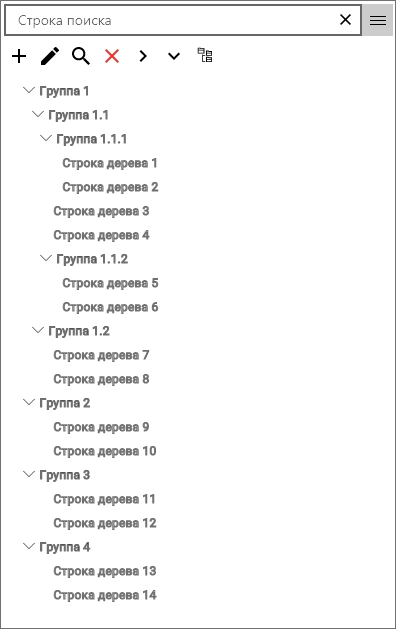 Строка поиска
Группа 1
Группа 1.1
Группа 1.1.1
Строка дерева 1
Строка дерева 2
Строка дерева 3
Строка дерева 4
Группа 1.1.2
Строка дерева 5
Строка дерева 6
Группа 1.2
Строка дерева 7
Строка дерева 8
Группа 2
Строка дерева 9
Строка дерева 10
Группа 3
Строка дерева 11
Строка дерева 12
Группа 4
Строка дерева 13
Строка дерева 14